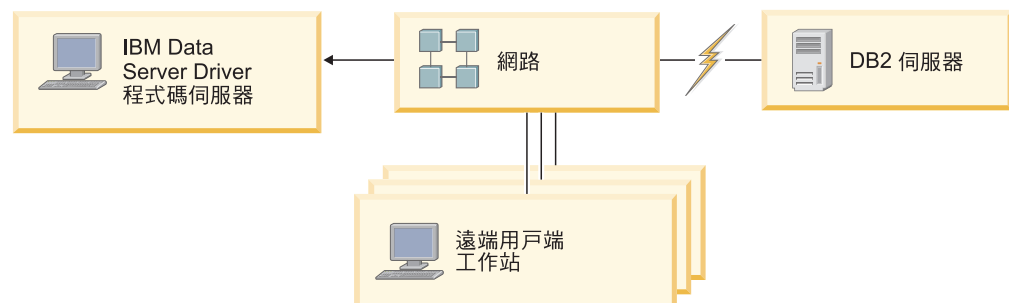 IBM Data
Server Driver
程式碼伺服器
網路
DB2 伺服器
遠端用戶端
工作站